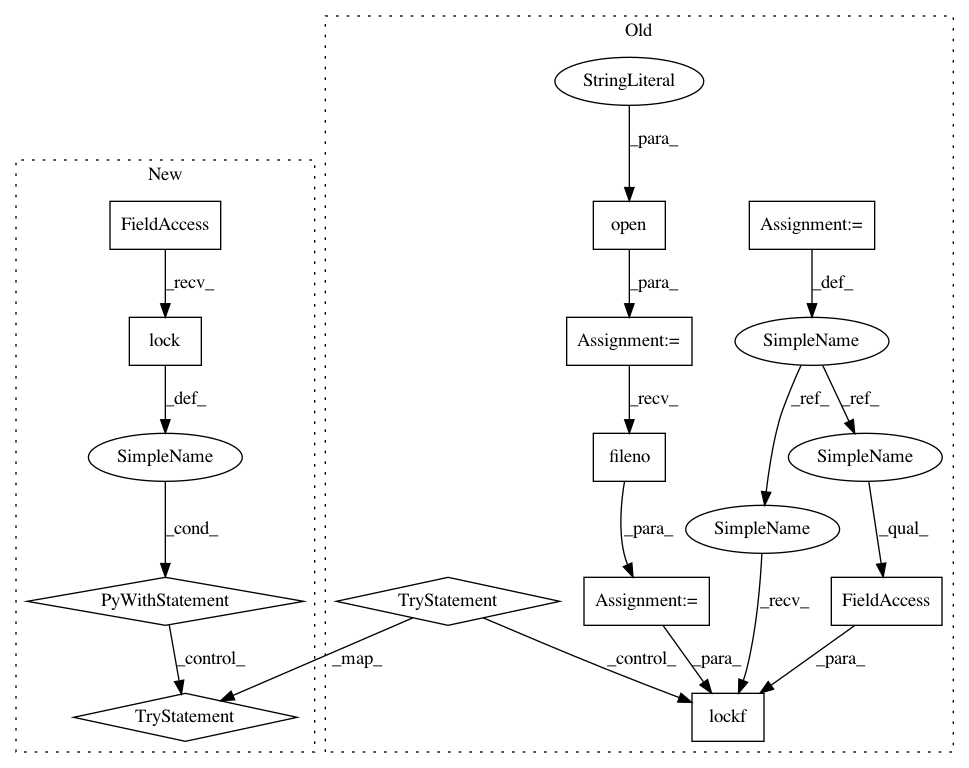 Old
StringLiteral
_para_
New
FieldAccess
open
Assignment:=
_recv_
_para_
_def_
lock
Assignment:=
SimpleName
_def_
_recv_
_ref_
_ref_
SimpleName
fileno
SimpleName
_cond_
_para_
SimpleName
_qual_
PyWithStatement
TryStatement
Assignment:=
_recv_
FieldAccess
_control_
_map_
_control_
_para_
_para_
TryStatement
lockf